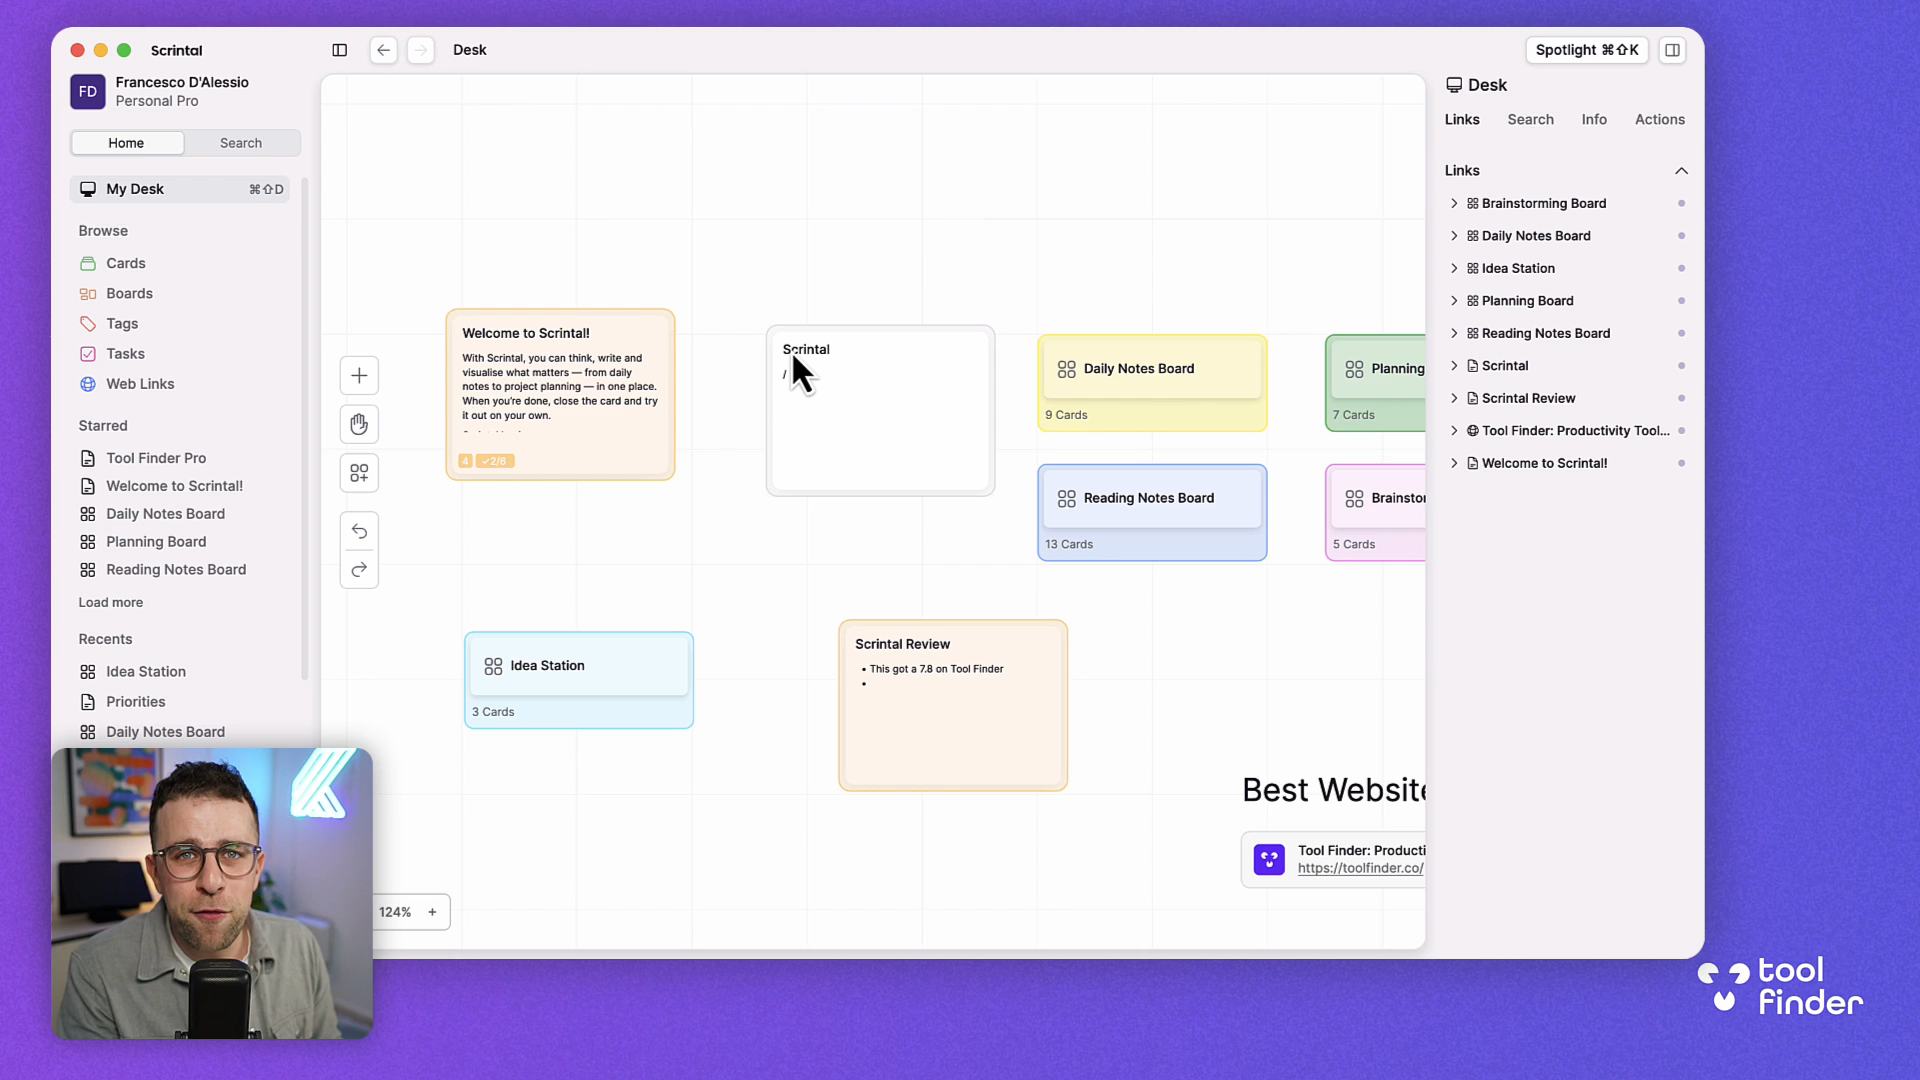 Scrintal
Desk
Spotlight ⌘⇧K
FD
Francesco D'Alessio
Personal Pro
Home
Search
My Desk
⌘⇧D
Browse
Cards
Boards
Tags
Tasks
Web Links
Starred
Tool Finder Pro
Welcome to Scrintal!
Daily Notes Board
Planning Board
Reading Notes Board
Load more
Recents
Idea Station
Priorities
Daily Notes Board
Welcome to Scrintal!
With Scrintal, you can think, write and
visualise what matters — from daily
notes to project planning — in one place.
When you're done, close the card and try
it out on your own.
4
2/6
Scrintal
/
Daily Notes Board
9 Cards
Planning
7 Cards
Reading Notes Board
13 Cards
Brainstor
5 Cards
Idea Station
3 Cards
Scrintal Review
• This got a 7.8 on Tool Finder
•
Best Website
Tool Finder: Producti
https://toolfinder.co/
124%
+
Desk
Links
Search
Info
Actions
Links
Brainstorming Board
Daily Notes Board
Idea Station
Planning Board
Reading Notes Board
Scrintal
Scrintal Review
Tool Finder: Productivity Tool...
Welcome to Scrintal!
tool
finder